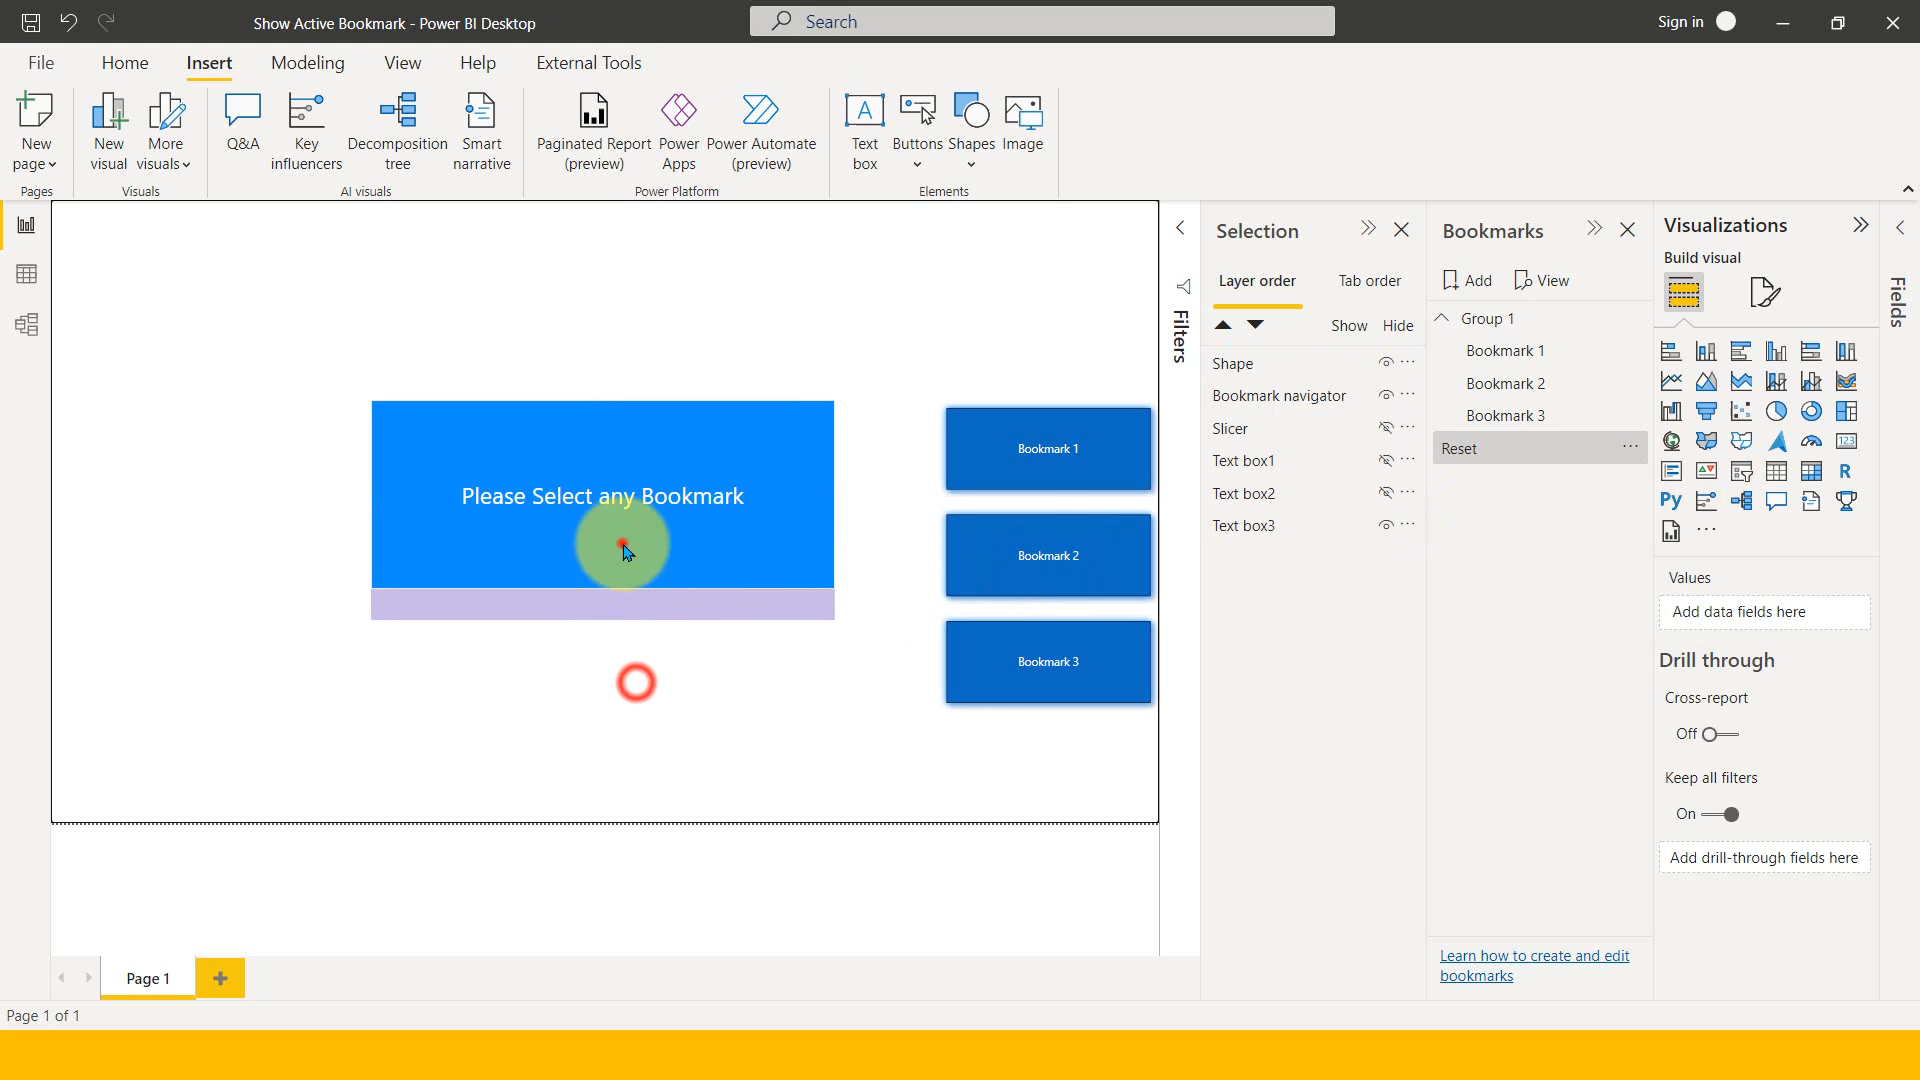 Show Active Bookmark - Power BI Desktop
Search
Sign in
File
Home
Insert
Modeling
View
Help
External Tools
New page
New visual
More visuals
Q&A
Key influencers
Decomposition tree
Smart narrative
Paginated Report (preview)
Power Apps
Power Automate (preview)
Text box
Buttons
Shapes
Image
Pages
Visuals
AI visuals
Power Platform
Elements
Please Select any Bookmark
Bookmark 1
Bookmark 2
Bookmark 3
Filters
Selection
Layer order
Tab order
Show
Hide
Shape
Bookmark navigator
Slicer
Text box1
Text box2
Text box3
Bookmarks
Add
View
Group 1
Bookmark 1
Bookmark 2
Bookmark 3
Reset
Learn how to create and edit
bookmarks
Visualizations
Build visual
123
R
Py
Values
Add data fields here
Drill through
Cross-report
Off
Keep all filters
On
Add drill-through fields here
Fields
Page 1
Page 1 of 1